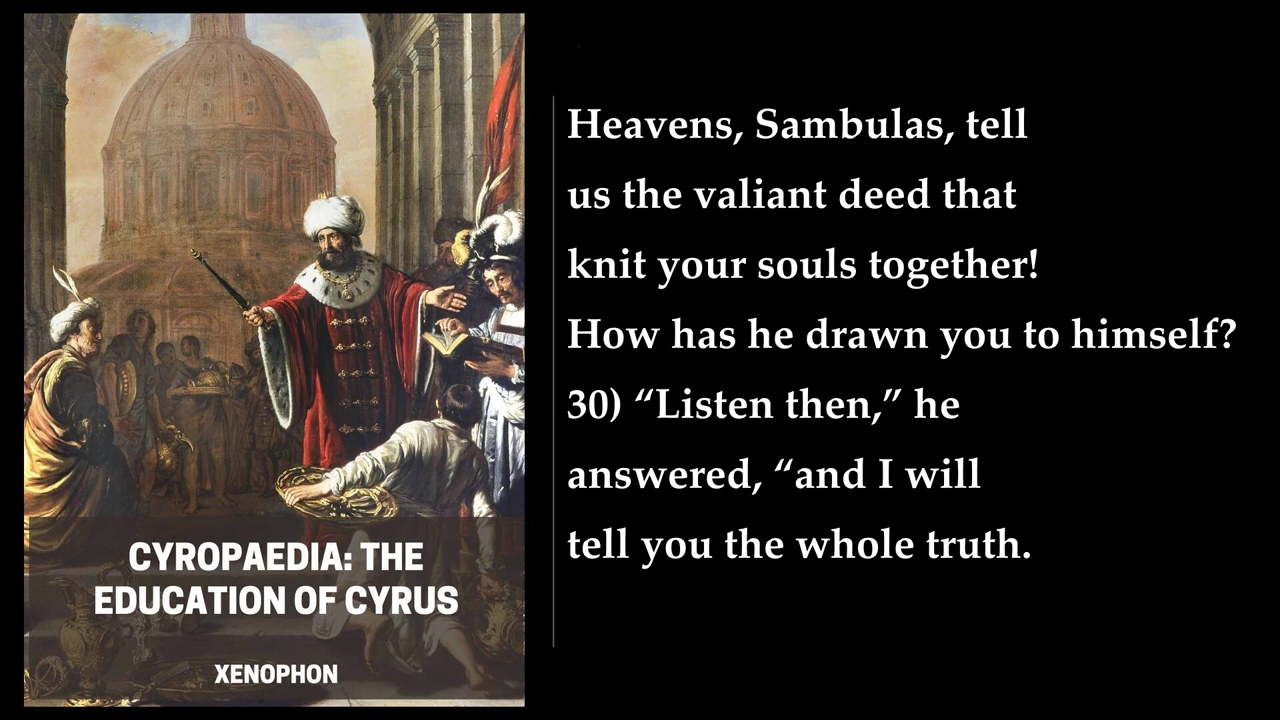 CYROPAEDIA: THE
EDUCATION OF CYRUS
XENOPHON
Heavens, Sambulas, tell
us the valiant deed that
knit your souls together!
How has he drawn you to himself?
30) “Listen then,” he
answered, “and I will
tell you the whole truth.